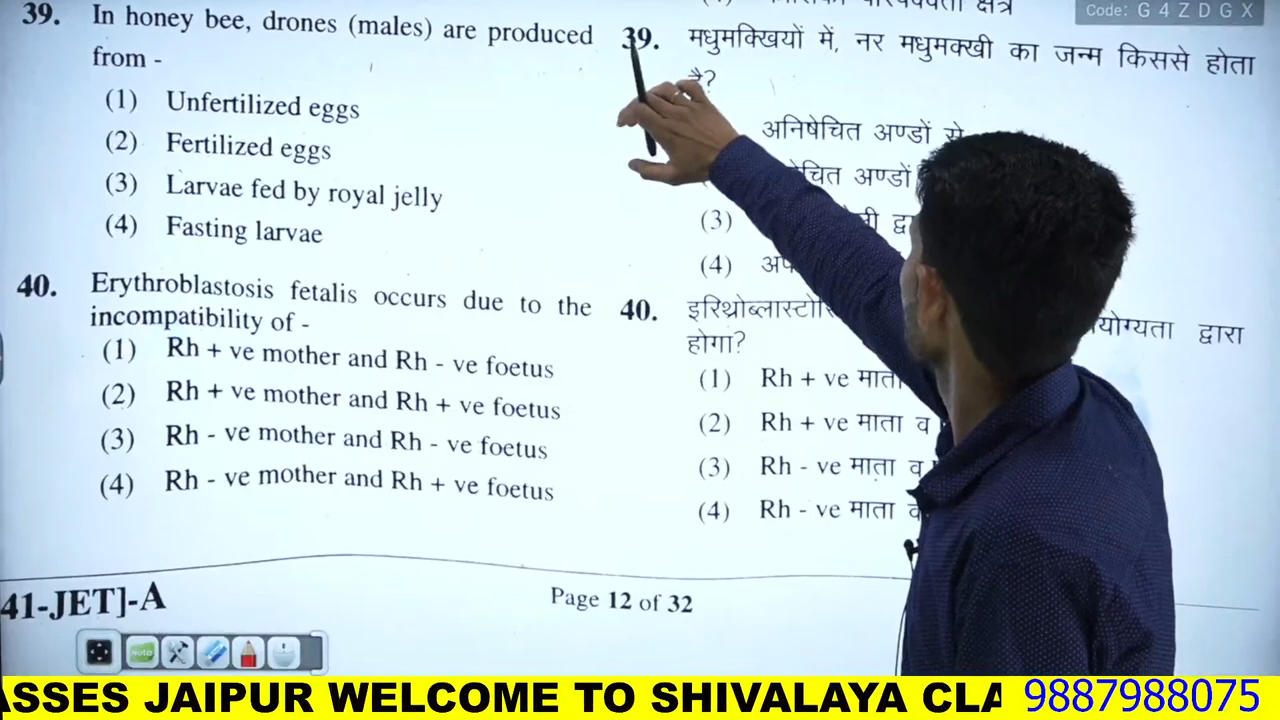 39. In honey bee, drones (males) are produced
from -
(1) Unfertilized eggs
(2) Fertilized eggs
(3) Larvae fed by royal jelly
(4) Fasting larvae
40. Erythroblastosis fetalis occurs due to the
incompatibility of -
(1) Rh + ve mother and Rh - ve foetus
(2) Rh + ve mother and Rh + ve foetus
(3) Rh - ve mother and Rh - ve foetus
(4) Rh - ve mother and Rh + ve foetus
क्षेत्र
Code: G4ZDGX
39. मधुमक्खियों में, नर मधुमक्खी का जन्म किससे होता
है?
अनिषेचित अण्डों से
अण्डों
(3)
(4)
40. द्वारा
होगा?
(1) Rh + ve माता
(2) Rh + ve माता व
(3) Rh - ve माता व
(4) Rh - ve माता व
41-JET]-A
Page 12 of 32
Note
ASSES JAIPUR WELCOME TO SHIVALAYA CLA 9887988075